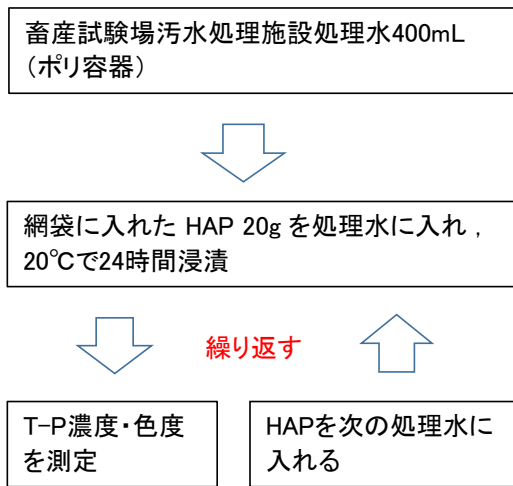 畜産試験場汚水処理施設処理水400mL
（ポリ容器）
網袋に入れた HAP 20g を処理水に入れ ,
20℃で24時間浸漬
繰り返す
T-P濃度・色度
を測定
HAPを次の処理水に
入れる